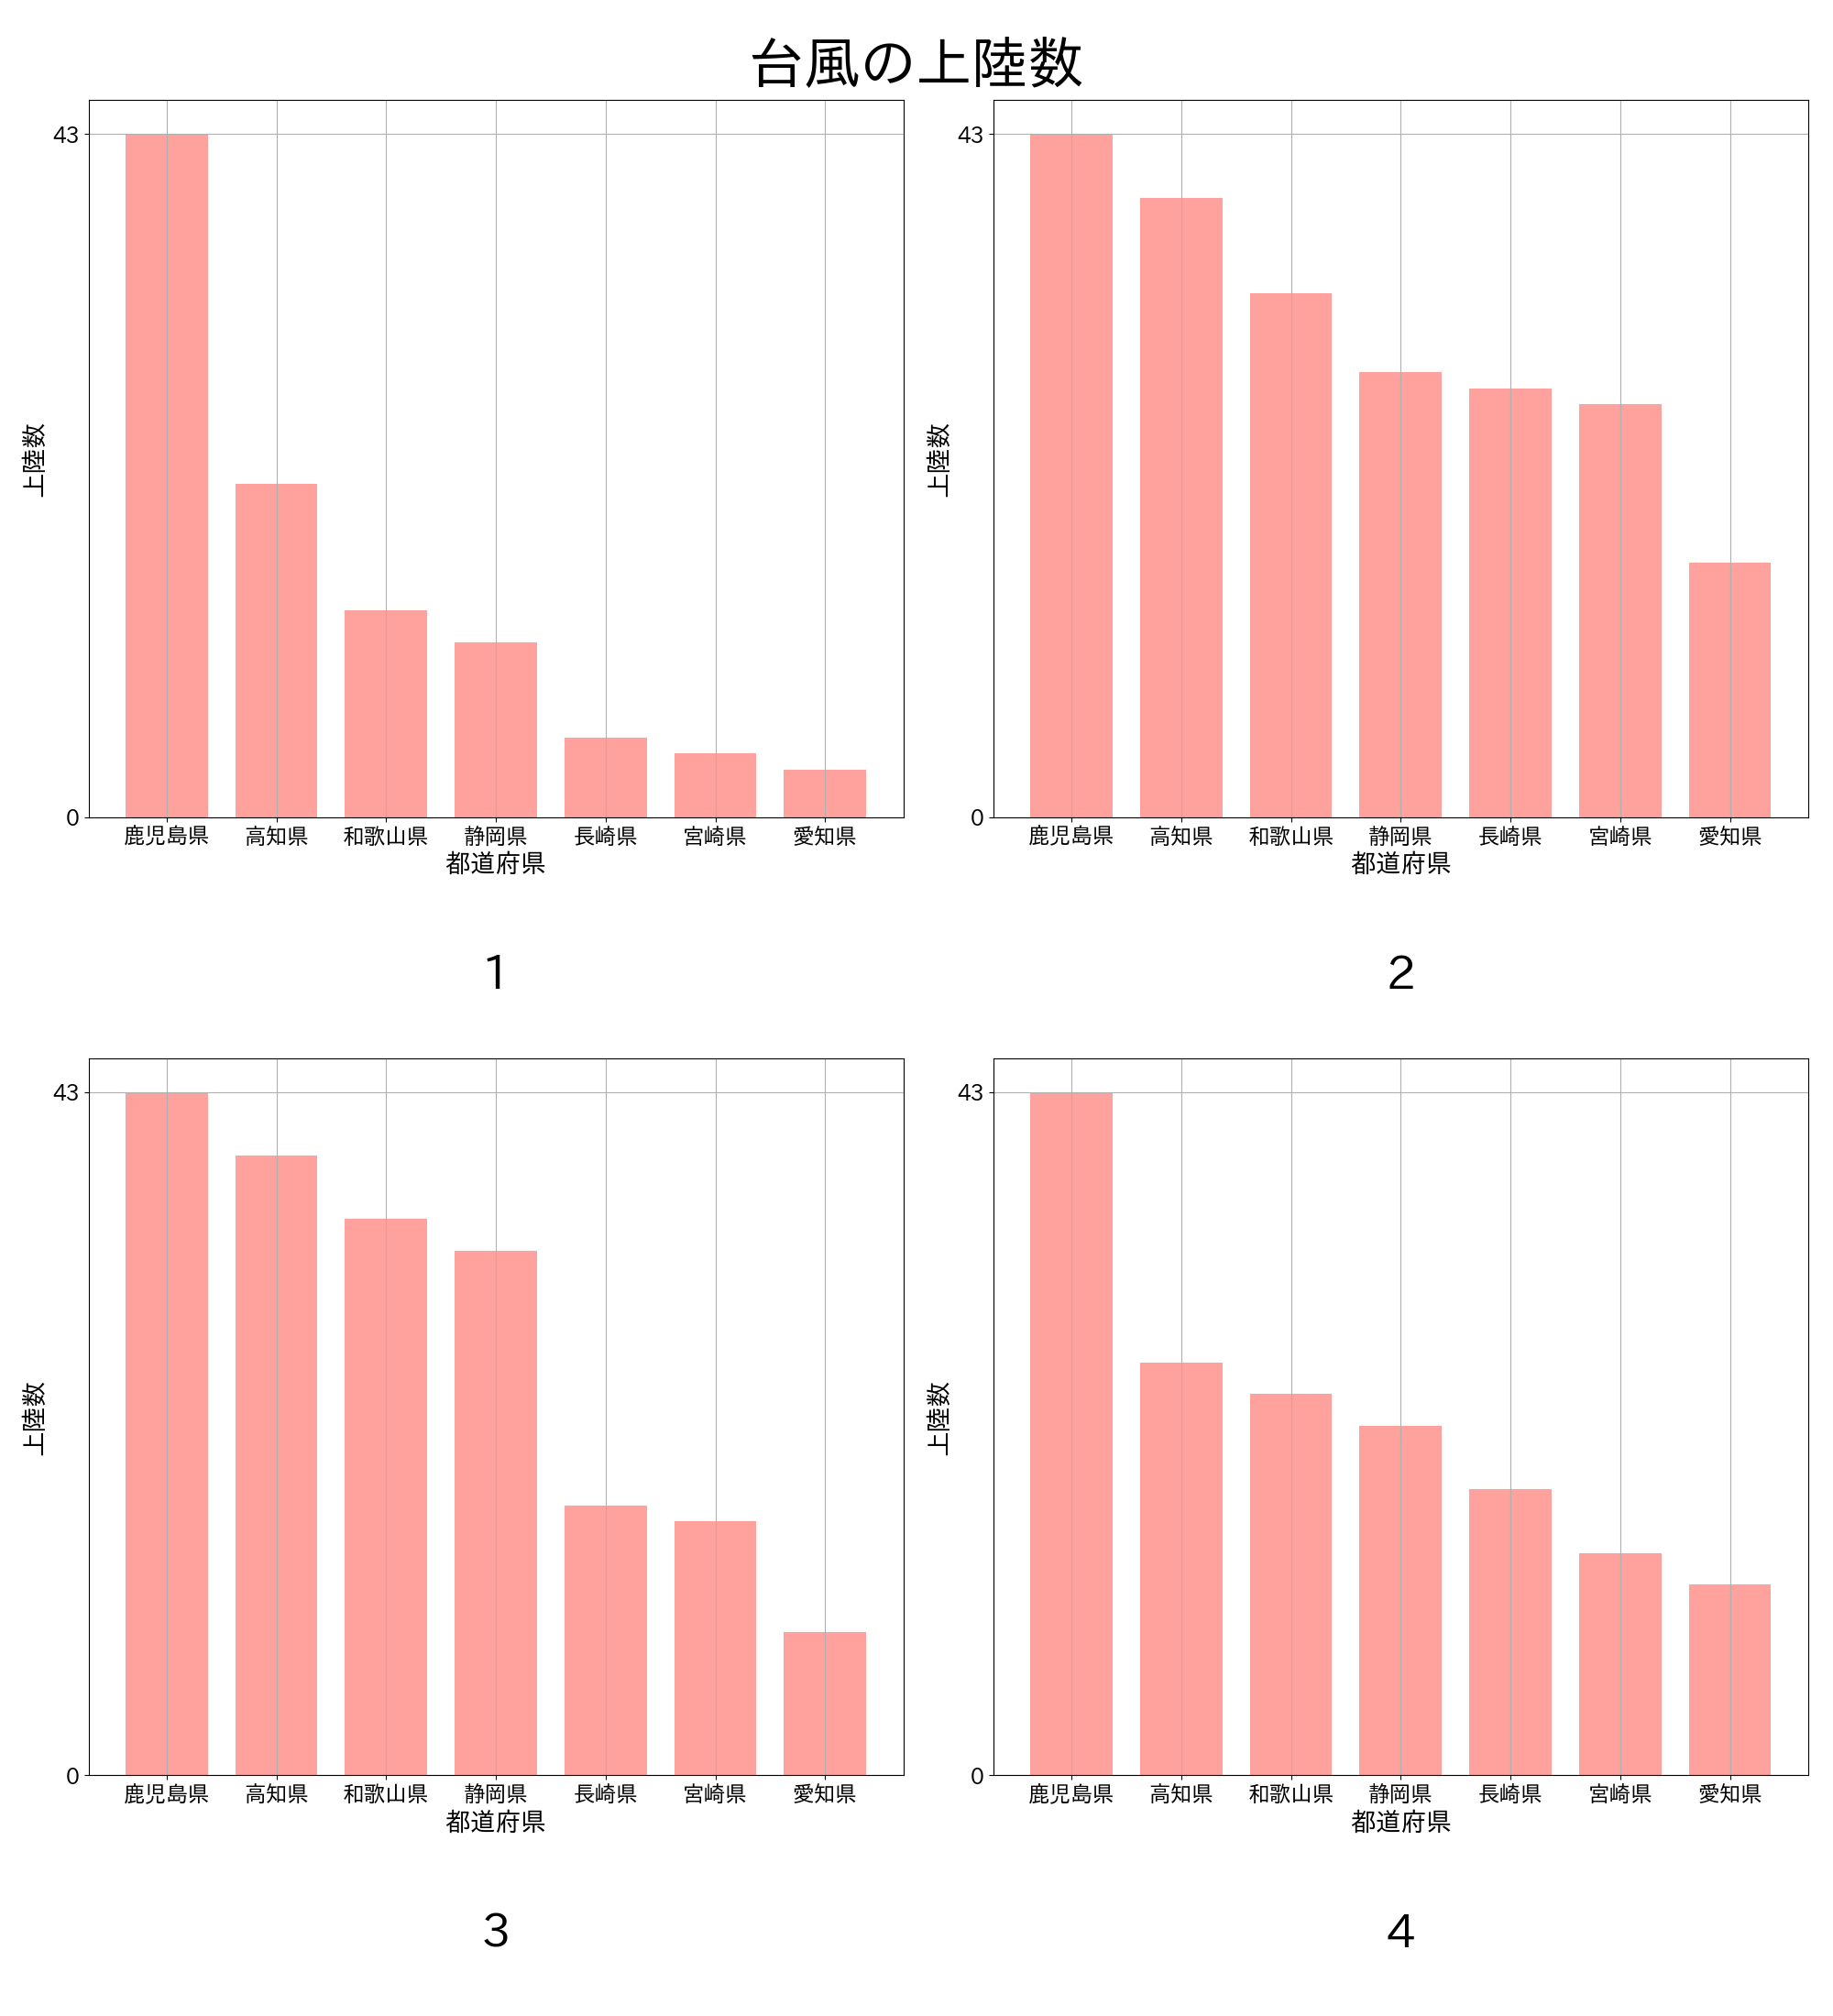 台風の上陸数
43
0
上陸数
鹿児島県 高知県 和歌山県 静岡県 長崎県 宮崎県 愛知県
都道府県
1
43
0
上陸数
鹿児島県 高知県 和歌山県 静岡県 長崎県 宮崎県 愛知県
都道府県
2
43
0
上陸数
鹿児島県 高知県 和歌山県 静岡県 長崎県 宮崎県 愛知県
都道府県
3
43
0
上陸数
鹿児島県 高知県 和歌山県 静岡県 長崎県 宮崎県 愛知県
都道府県
4